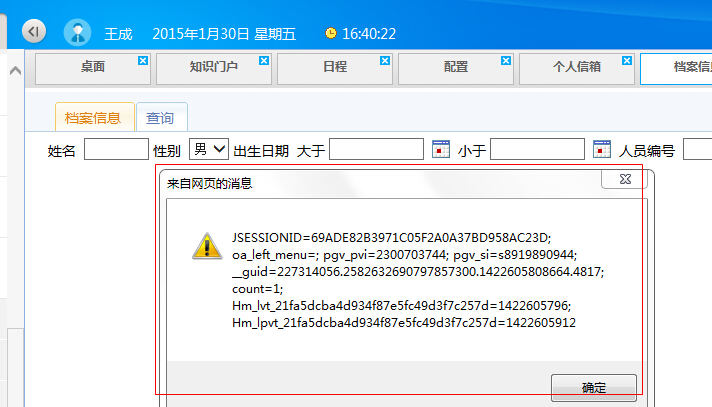 王成 2015年1月30日 星期五 16:40:22
桌面 知识门户 日程 配置 个人信箱 档案信息
档案信息 查询
姓名 性别 男 出生日期 大于 小于 人员编号
来自网页的消息
JSESSIONID=69ADE82B3971C05F2A0A37BD958AC23D;
oa_left_menu=; pgv_pvi=2300703744; pgv_si=s8919890944;
__guid=227314056.2582632690797857300.1422605808664.4817;
count=1;
Hm_lvt_21fa5dcba4d934f87e5fc49d3f7c257d=1422605796;
Hm_lpvt_21fa5dcba4d934f87e5fc49d3f7c257d=1422605912
确定